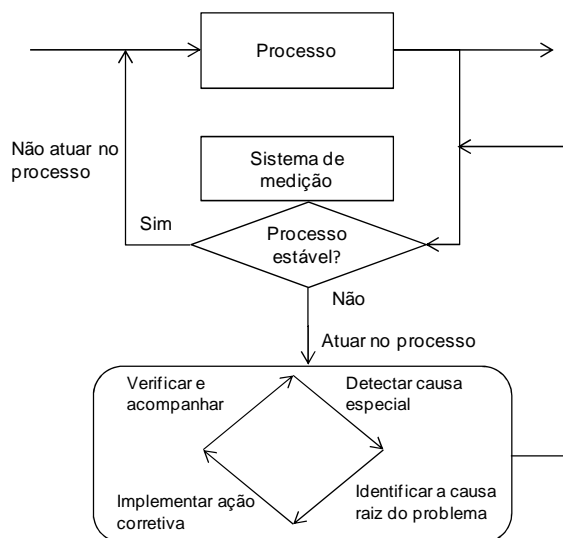 Processo
Não atuar no
processo
Sistema de
medição
Sim
Processo
estável?
Não
Atuar no processo
Verificar e
acompanhar
Detectar causa
especial
Implementar ação
corretiva
Identificar a causa
raiz do problema